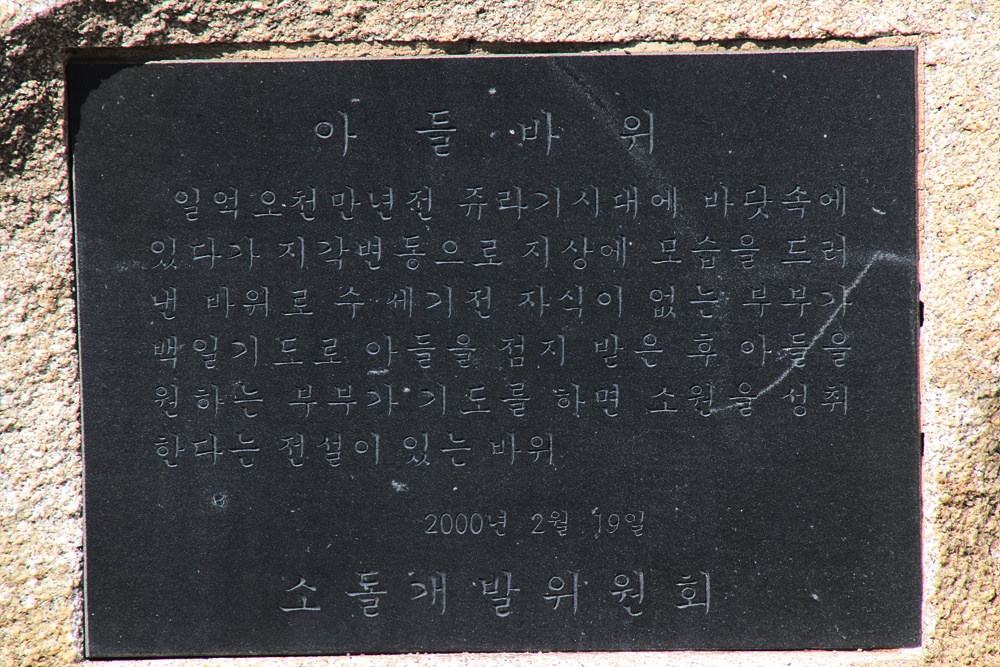 아들바위
일억오천만년전 쥬라기시대에 바닷속에
있다가 지각변동으로 지상에 모습을 드러
낸 바위로 수 세기전 자식이 없는 부부가
백일기도로 아들을 점지 받은 후 아들을
원하는 부부가 기도를 하면 소원을 성취
한다는 전설이 있는 바위
2000년 2월 19일
소돌개발위원회